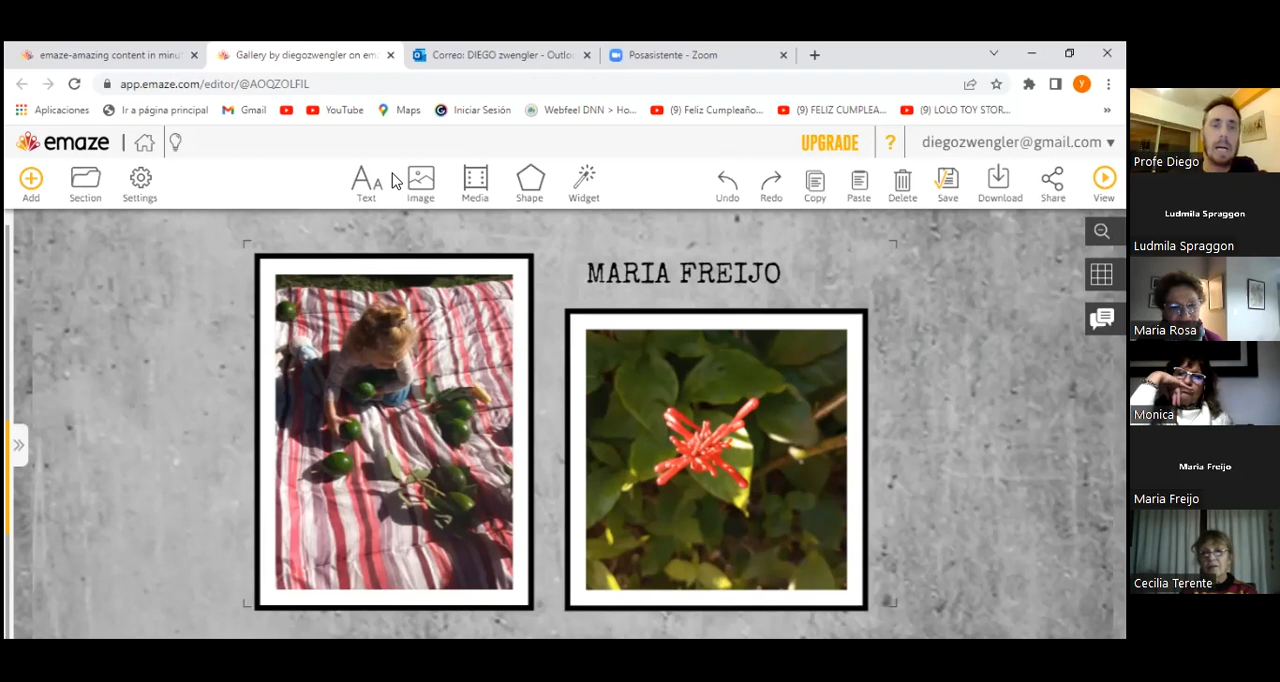 emaze-amazing content in minut
Gallery by diegozwengler on em
Correo: DIEGO zwengler - Outlo
Posasistente - Zoom
app.emaze.com/editor/@AOQZOLFIL
Aplicaciones
Ir a página principal
Gmail
YouTube
Maps
Iniciar Sesión
Webfeel DNN > Ho...
(9) Feliz Cumpleaño...
(9) FELIZ CUMPLEA...
(9) LOLO TOY STOR...
»
emaze
UPGRADE
?
diegozwengler@gmail.com
Add
Section
Settings
Text
Image
Media
Shape
Widget
Undo
Redo
Copy
Paste
Delete
Save
Download
Share
View
MARIA FREIJO
Profe Diego
Ludmila Spraggon
Ludmila Spraggon
Maria Rosa
Monica
Maria Freijo
Maria Freijo
Cecilia Terente